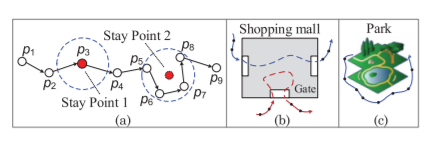 p1
p2
p3
p4
p5
p6
p7
p8
p9
Stay Point 1
Stay Point 2
(a)
Shopping mall
Gate
(b)
Park
(c)